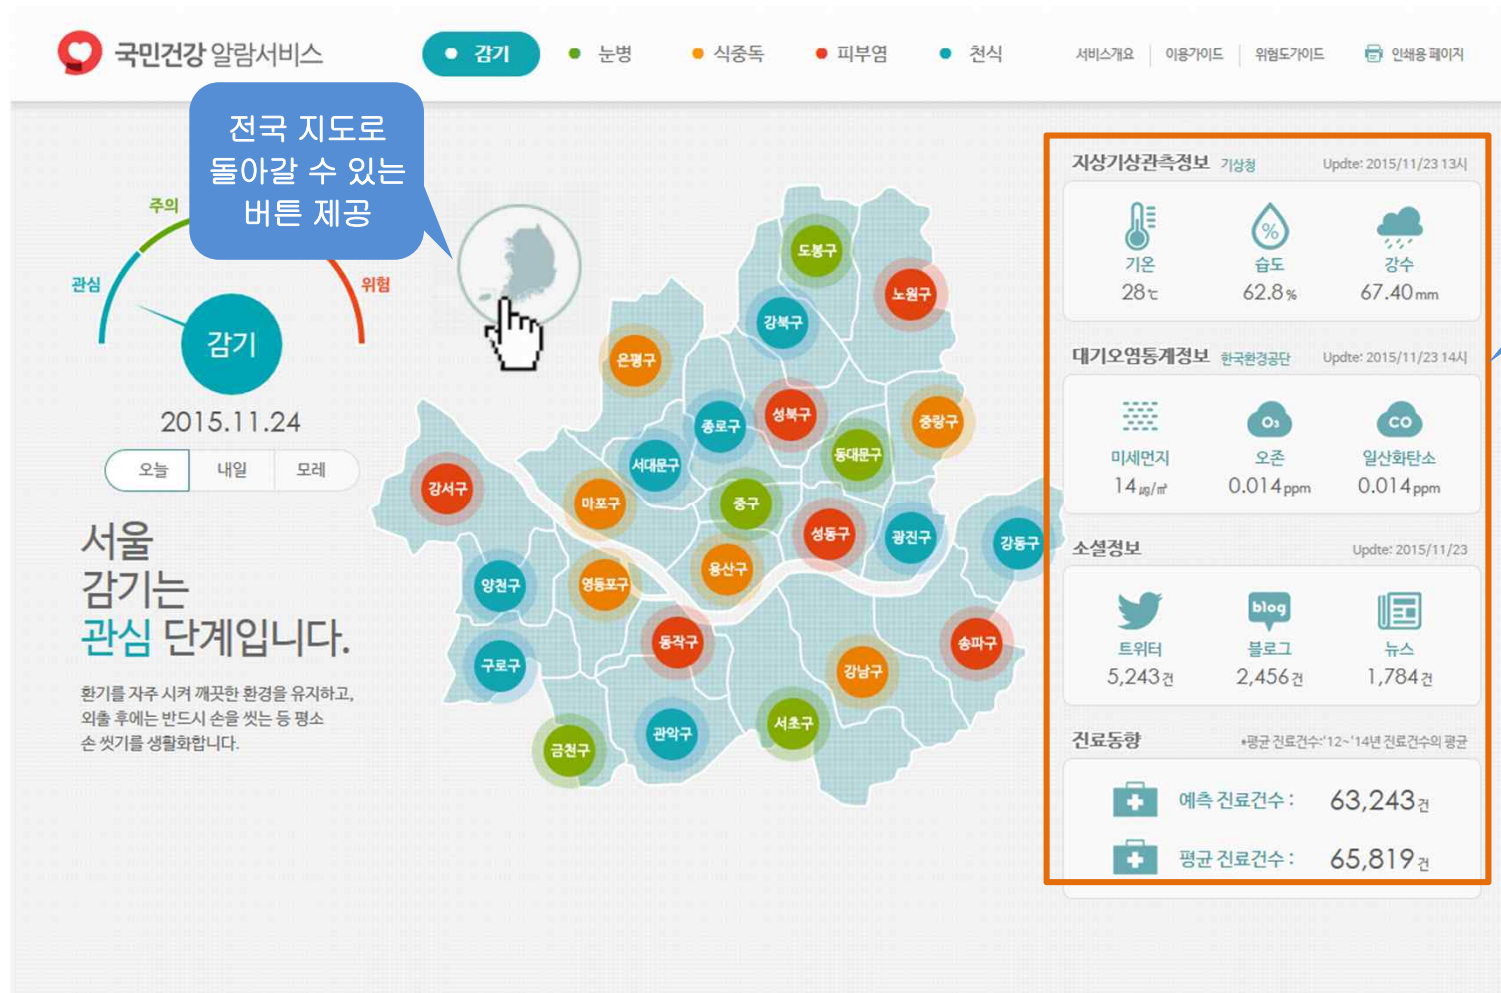 국민건강 알람서비스
감기
눈병
식중독
피부염
천식
서비스개요
이용가이드
위험도가이드
인쇄용 페이지
전국 지도로
돌아갈 수 있는
버튼 제공
관심
주의
위험
감기
2015.11.24
오늘 내일 모레
서울
감기는
관심 단계입니다.
환기를 자주 시켜 깨끗한 환경을 유지하고,
외출 후에는 반드시 손을 씻는 등 평소
손 씻기를 생활화합니다.
도봉구
노원구
강북구
은평구
성북구
중랑구
종로구
동대문구
서대문구
강서구
마포구
중구
성동구
광진구
강동구
용산구
양천구
영등포구
동작구
송파구
구로구
강남구
서초구
관악구
금천구
지상기상관측정보 기상청 Updte: 2015/11/23 13시
기온 습도 강수
%
28℃ 62.8% 67.40mm
대기오염통계정보 한국환경공단 Updte: 2015/11/23 14시
O₃ CO
미세먼지 오존 일산화탄소
14㎍/㎥ 0.014ppm 0.014ppm
소셜정보 Updte: 2015/11/23
blog
트위터 블로그 뉴스
5,243건 2,456건 1,784건
진료동향 *평균 진료건수:'12~'14년 진료건수의 평균
예측 진료건수 : 63,243건
평균 진료건수 : 65,819건